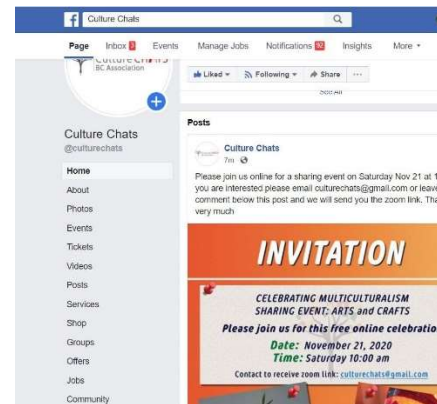 Culture Chats
Page Inbox Events Manage Jobs Notifications Insights More
BC Association
Liked Following Share ...
See All
Culture Chats
@culturechats
Home
About
Photos
Events
Tickets
Videos
Posts
Services
Shop
Groups
Offers
Jobs
Community
Posts
Culture Chats
7m
Please join us online for a sharing event on Saturday Nov 21 at 1
you are interested please email culturechats@gmail.com or leave
comment below this post and we will send you the zoom link. Tha
very much
INVITATION
CELEBRATING MULTICULTURALISM
SHARING EVENT: ARTS and CRAFTS
Please join us for this free online celebratio
Date: November 21, 2020
Time: Saturday 10:00 am
Contact to receive zoom link: culturechats@gmail.com